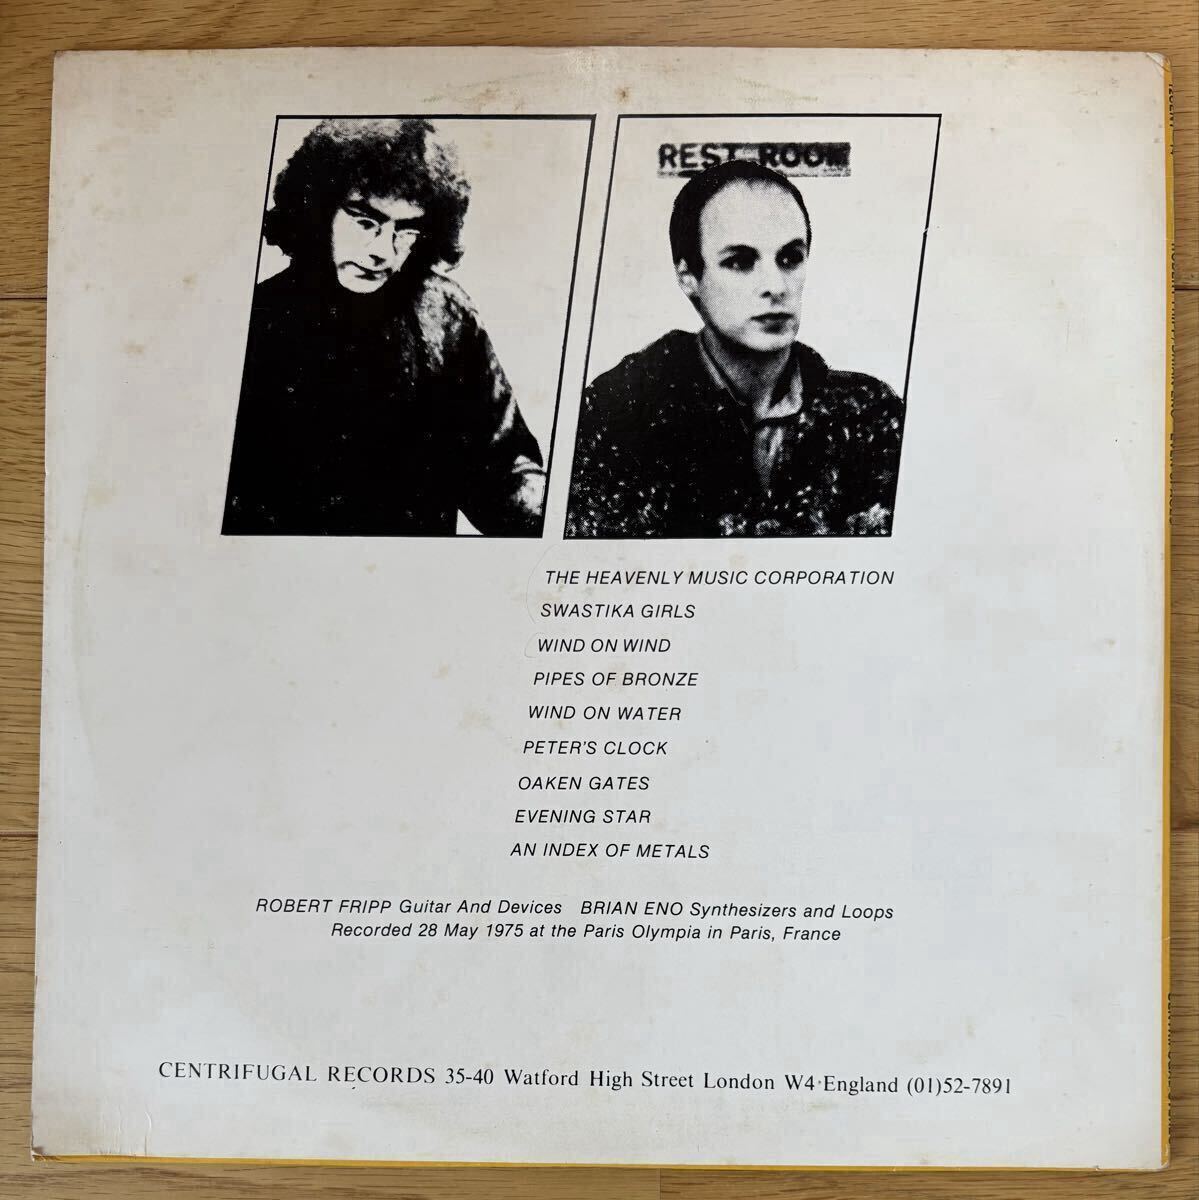 REST ROOM
THE HEAVENLY MUSIC CORPORATION
SWASTIKA GIRLS
WIND ON WIND
PIPES OF BRONZE
WIND ON WATER
PETER'S CLOCK
OAKEN GATES
EVENING STAR
AN INDEX OF METALS
ROBERT FRIPP Guitar And Devices BRIAN ENO Synthesizers and Loops
Recorded 28 May 1975 at the Paris Olympia in Paris, France
CENTRIFUGAL RECORDS 35-40 Watford High Street London W4 England (01)52-7891